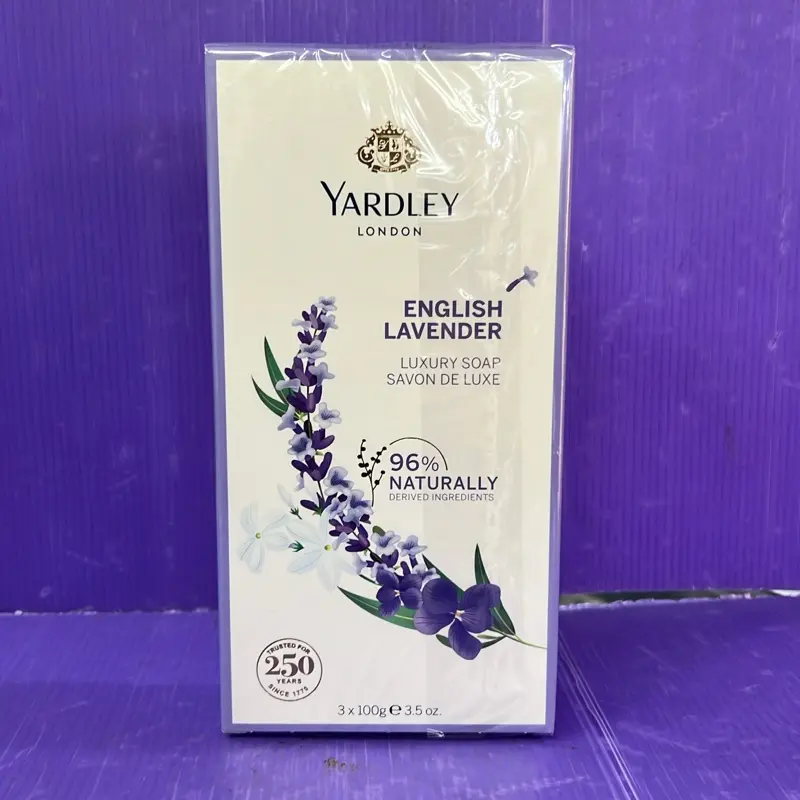 YARDLEY
LONDON
ENGLISH
LAVENDER
LUXURY SOAP
SAVON DE LUXE
96%
NATURALLY
DERIVED INGREDIENTS
TRUSTED FOR
250
YEARS
SINCE 1770
3 x 100g ℮ 3.5 oz.